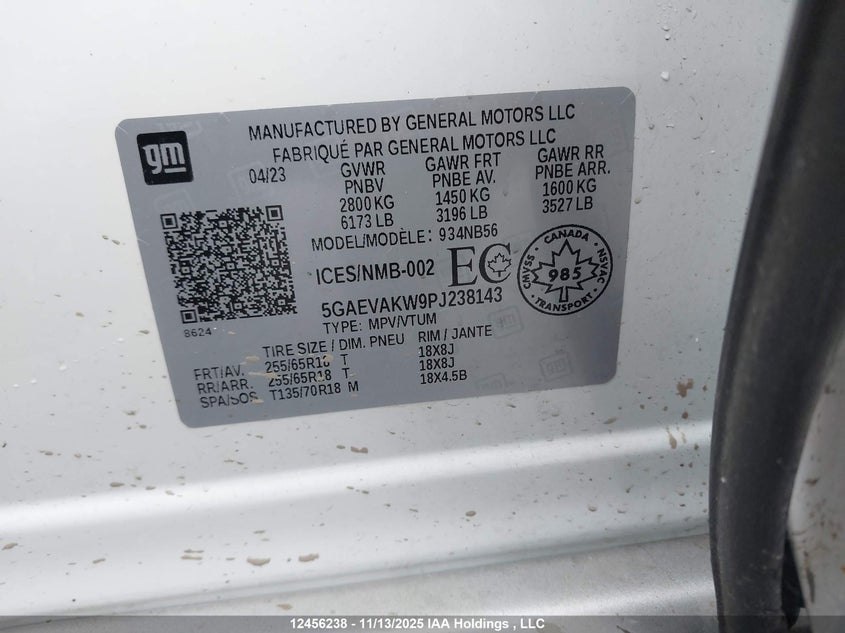 MANUFACTURED BY GENERAL MOTORS LLC
FABRIQUÉ PAR GENERAL MOTORS LLC
gm
04/23 GVWR GAWR FRT GAWR RR
PNBV PNBE AV. PNBE ARR.
2800 KG 1450 KG 1600 KG
6173 LB 3196 LB 3527 LB
MODEL/MODÈLE: 934NB56
ICES/NMB-002 EC
CANADA
CMVSS 985 NSVAC
5GAEVAKW9PJ238143
8624
TYPE: MPV/VTUM
TIRE SIZE / DIM. PNEU RIM / JANTE
FRT/AV. 255/65R18 T 18X8J
RR/ARR. 255/65R18 T 18X8J
SPA/SOS T135/70R18 M 18X4.5B
12456238 - 11/13/2025 IAA Holdings , LLC